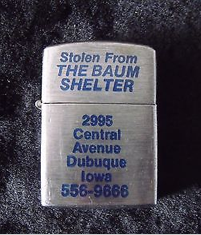 Stolen From
THE BAUM
SHELTER
2995
Central
Avenue
Dubuque
Iowa
556-9666